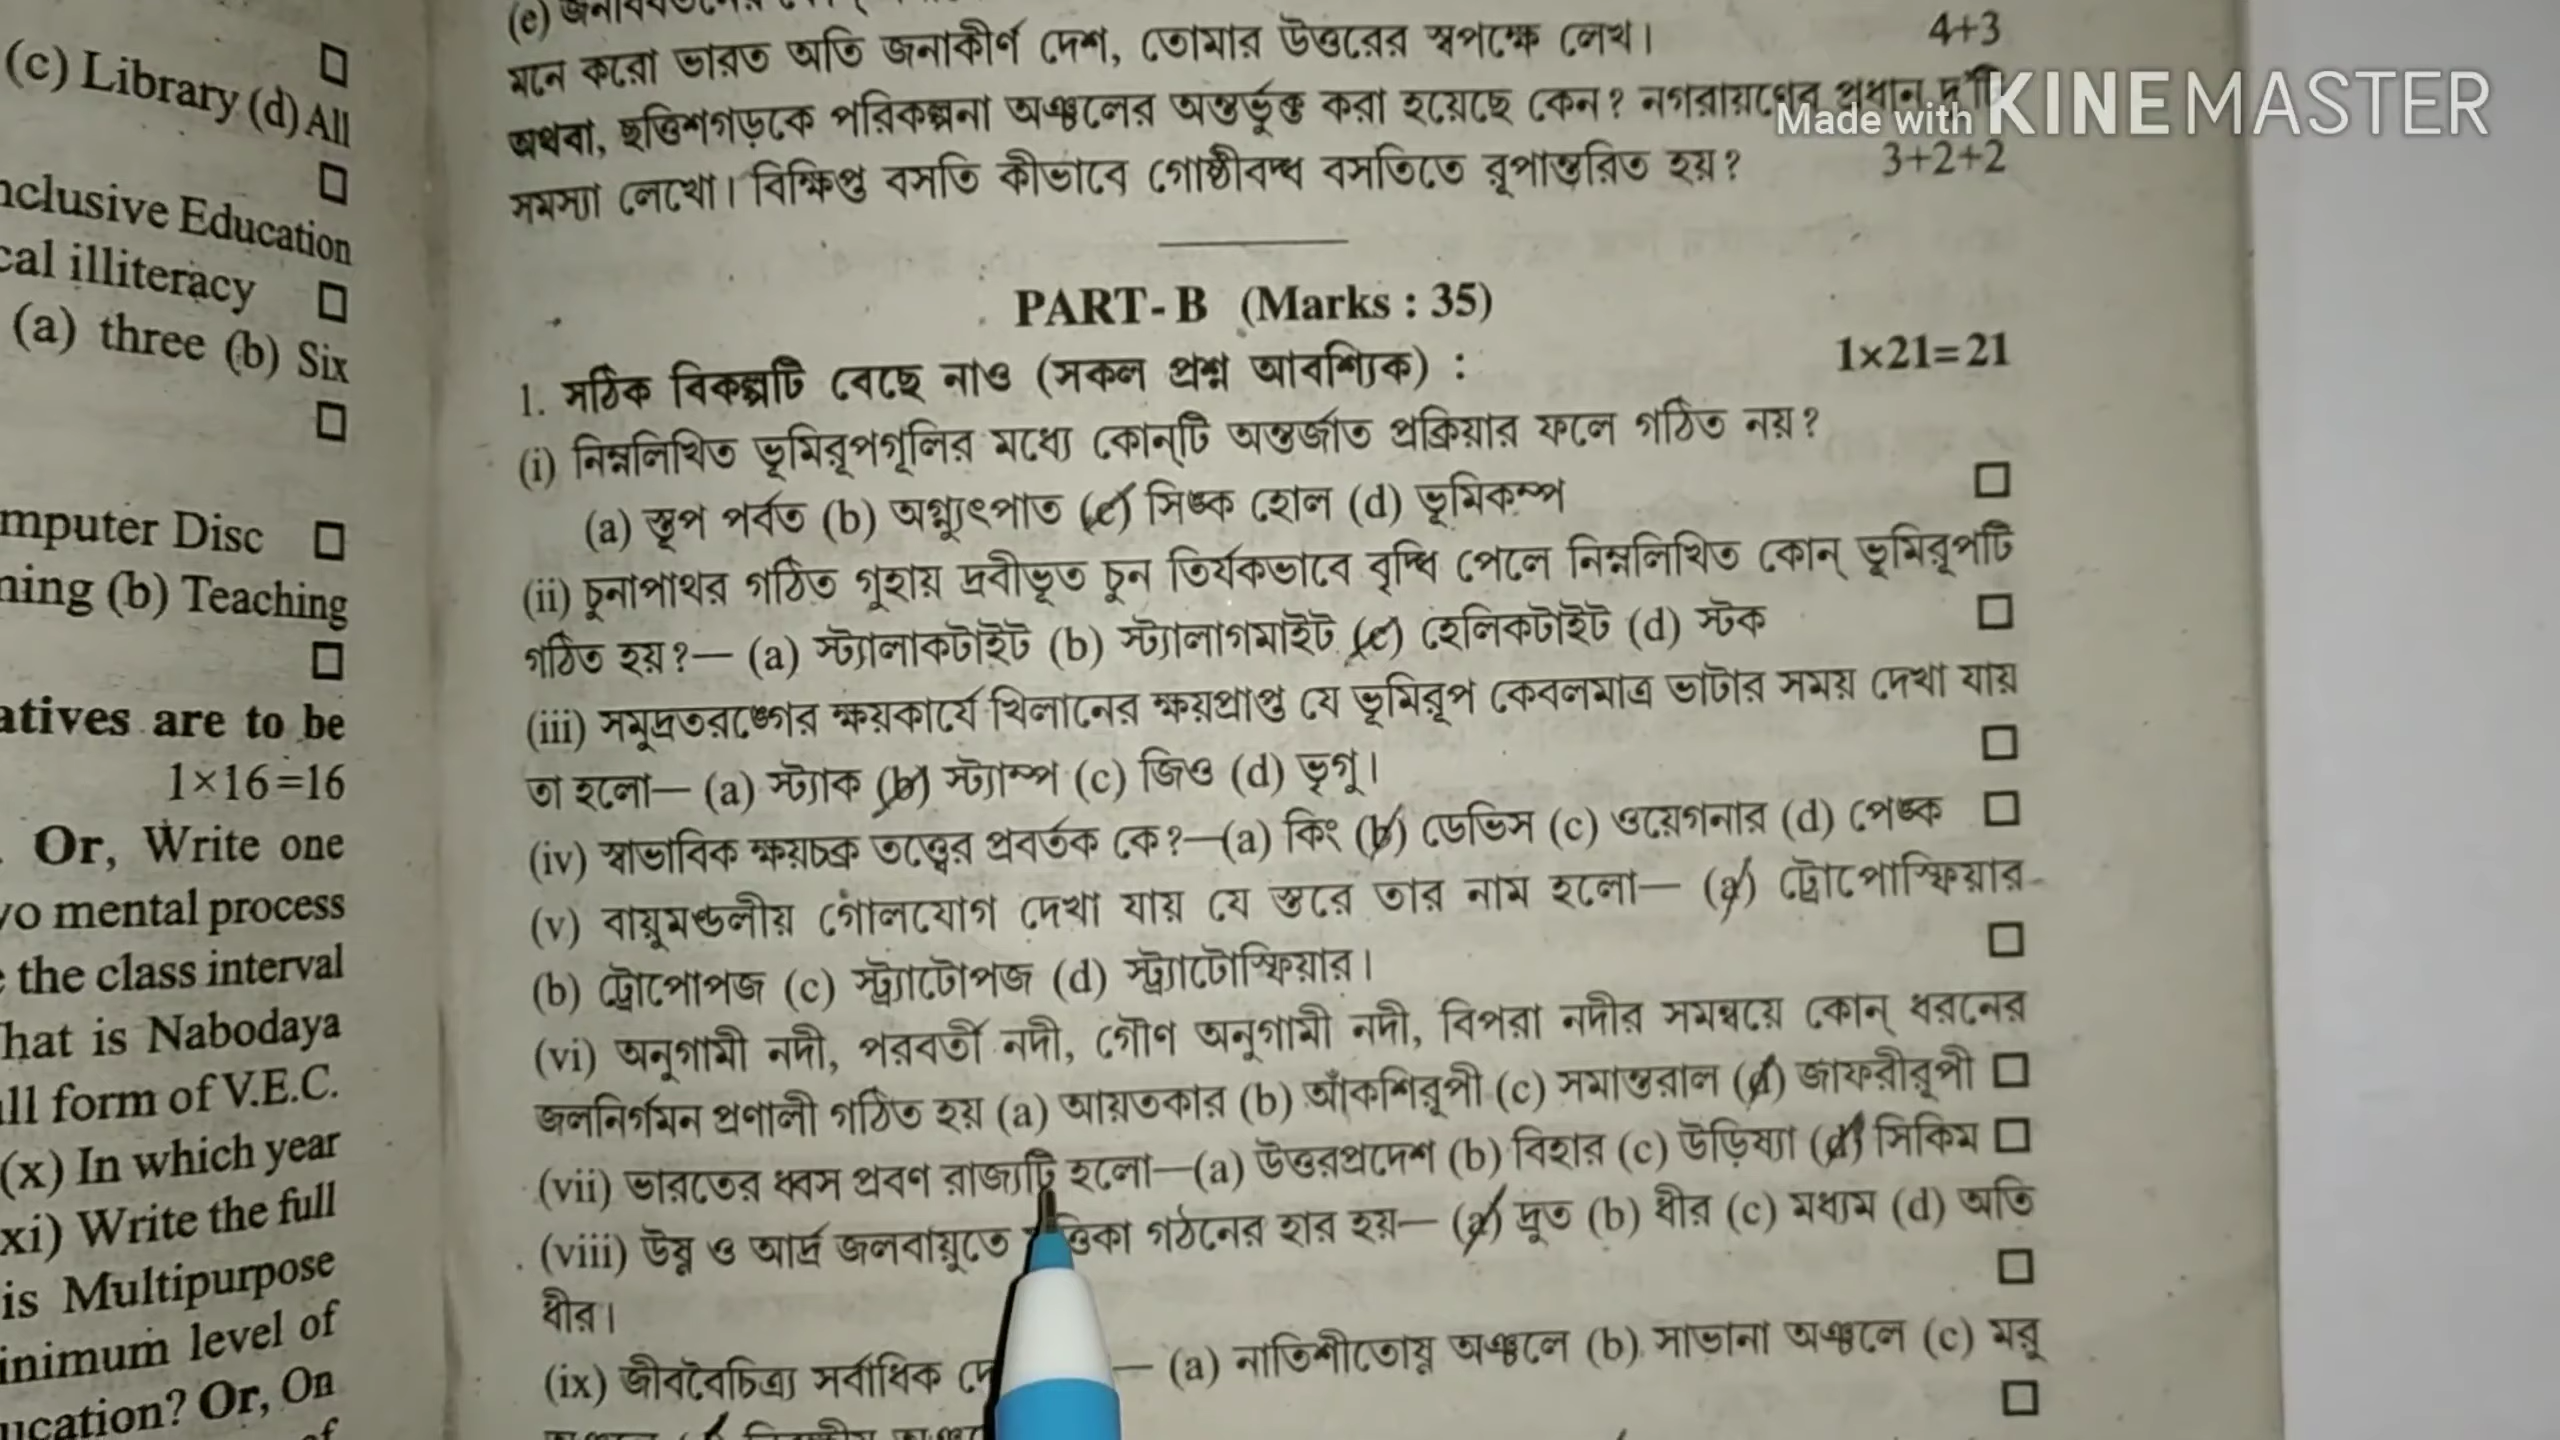 (c) Library (d) All
nclusive Education
cal illiteracy
(a) three (b) Six
mputer Disc
ning (b) Teaching
atives are to be
1×16=16
. Or, Write one
vo mental process
the class interval
hat is Nabodaya
ll form of V.E.C.
(x) In which year
xi) Write the full
is Multipurpose
inimum level of
ucation? Or, On
of
(e)
মনে করো ভারত অতি জনাকীর্ণ দেশ, তোমার উত্তরের স্বপক্ষে লেখ। 4+3
অথবা, ছত্তিশগড়কে পরিকল্পনা অঞ্চলের অন্তর্ভুক্ত করা হয়েছে কেন? নগরায়ণের প্রধান দু'টি
সমস্যা লেখো। বিক্ষিপ্ত বসতি কীভাবে গোষ্ঠীবদ্ধ বসতিতে রূপান্তরিত হয়? 3+2+2
Made with KINEMASTER
PART- B (Marks : 35)
1. সঠিক বিকল্পটি বেছে নাও (সকল প্রশ্ন আবশ্যিক) : 1×21=21
(i) নিম্নলিখিত ভূমিরূপগুলির মধ্যে কোন্‌টি অন্তর্জাত প্রক্রিয়ার ফলে গঠিত নয়?
(a) স্তূপ পর্বত (b) অগ্ন্যুৎপাত (c) সিঙ্ক হোল (d) ভূমিকম্প
(ii) চুনাপাথর গঠিত গুহায় দ্রবীভূত চুন তির্যকভাবে বৃদ্ধি পেলে নিম্নলিখিত কোন্ ভূমিরূপটি
গঠিত হয়?— (a) স্ট্যালাকটাইট (b) স্ট্যালাগমাইট (c) হেলিকটাইট (d) স্টক
(iii) সমুদ্রতরঙ্গের ক্ষয়কার্যে খিলানের ক্ষয়প্রাপ্ত যে ভূমিরূপ কেবলমাত্র ভাটার সময় দেখা যায়
তা হলো— (a) স্ট্যাক (b) স্ট্যাম্প (c) জিও (d) ভৃগু।
(iv) স্বাভাবিক ক্ষয়চক্র তত্ত্বের প্রবর্তক কে?—(a) কিং (b) ডেভিস (c) ওয়েগনার (d) পেঙ্ক
(v) বায়ুমণ্ডলীয় গোলযোগ দেখা যায় যে স্তরে তার নাম হলো— (a) ট্রোপোস্ফিয়ার
(b) ট্রোপোপজ (c) স্ট্র্যাটোপজ (d) স্ট্র্যাটোস্ফিয়ার।
(vi) অনুগামী নদী, পরবর্তী নদী, গৌণ অনুগামী নদী, বিপরা নদীর সমন্বয়ে কোন্ ধরনের
জলনির্গমন প্রণালী গঠিত হয় (a) আয়তকার (b) আঁকশিরূপী (c) সমান্তরাল (d) জাফরীরূপী
(vii) ভারতের ধ্বস প্রবণ রাজ্যটি হলো—(a) উত্তরপ্রদেশ (b) বিহার (c) উড়িষ্যা (d) সিকিম
(viii) উষ্ণ ও আর্দ্র জলবায়ুতে গঠনের হার হয়— (a) দ্রুত (b) ধীর (c) মধ্যম (d) অতি
ধীর।
(ix) জীববৈচিত্র্য সর্বাধিক — (a) নাতিশীতোষ্ণ অঞ্চলে (b) সাভানা অঞ্চলে (c) মরু